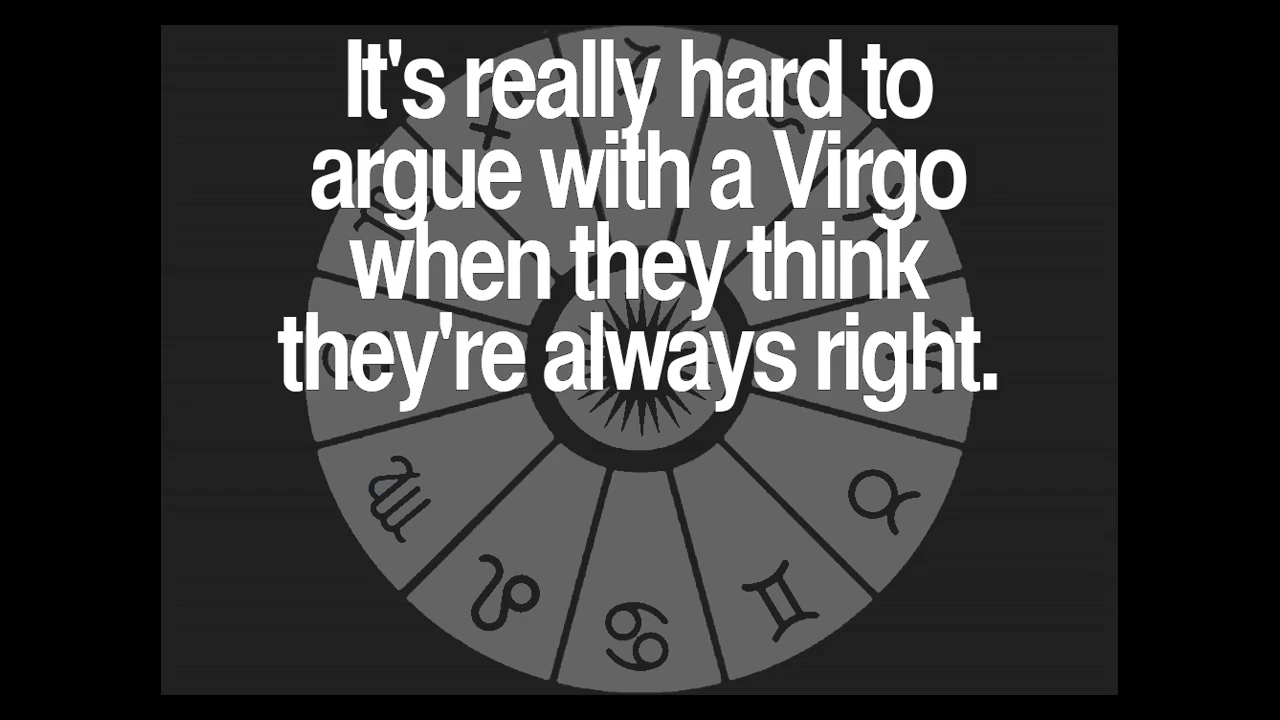 It's really hard to
argue with a Virgo
when they think
they're always right.